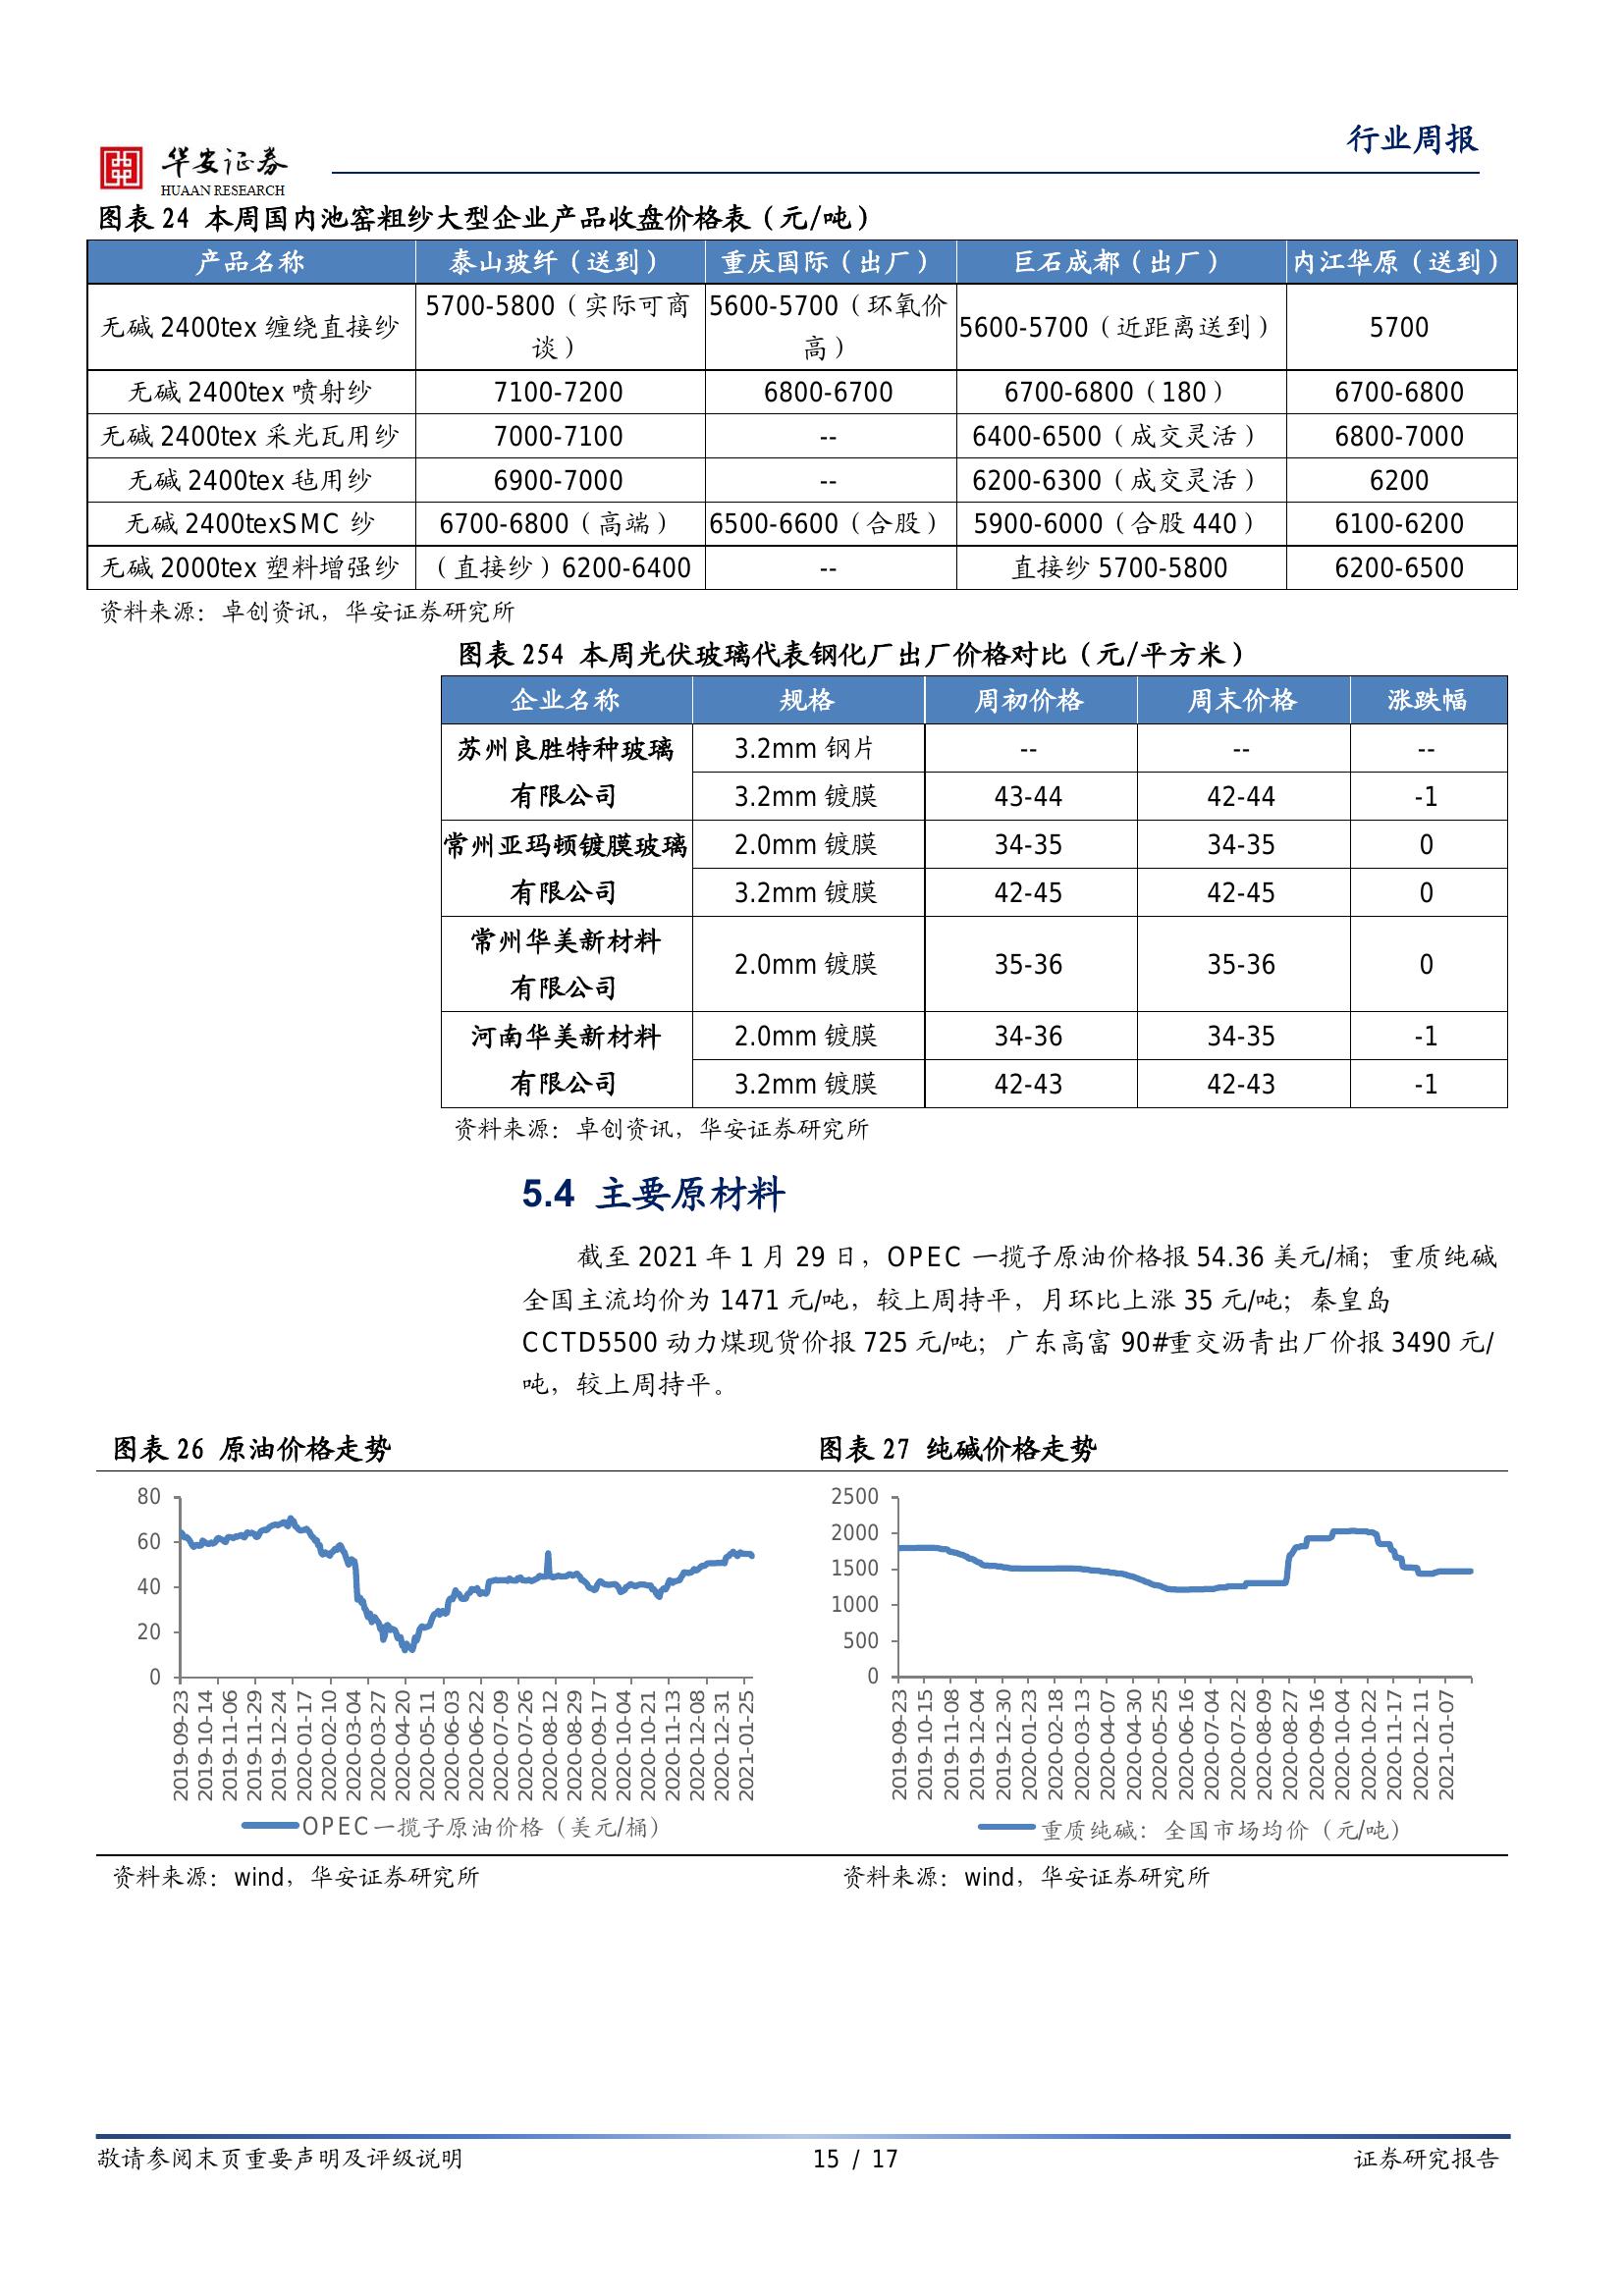 行业周报
华安证券
HUAAN RESEARCH
图表 24 本周国内池窑粗纱大型企业产品收盘价格表（元/吨）
产品名称 泰山玻纤（送到） 重庆国际（出厂） 巨石成都（出厂） 内江华原（送到）
无碱 2400tex 缠绕直接纱 5700-5800（实际可商谈） 5600-5700（环氧价高） 5600-5700（近距离送到） 5700
无碱 2400tex 喷射纱 7100-7200 6800-6700 6700-6800（180） 6700-6800
无碱 2400tex 采光瓦用纱 7000-7100 -- 6400-6500（成交灵活） 6800-7000
无碱 2400tex 毡用纱 6900-7000 -- 6200-6300（成交灵活） 6200
无碱 2400texSMC 纱 6700-6800（高端） 6500-6600（合股） 5900-6000（合股 440） 6100-6200
无碱 2000tex 塑料增强纱 （直接纱）6200-6400 -- 直接纱 5700-5800 6200-6500
资料来源：卓创资讯，华安证券研究所
图表 254 本周光伏玻璃代表钢化厂出厂价格对比（元/平方米）
企业名称 规格 周初价格 周末价格 涨跌幅
苏州良胜特种玻璃有限公司 3.2mm 钢片 -- -- --
3.2mm 镀膜 43-44 42-44 -1
常州亚玛顿镀膜玻璃有限公司 2.0mm 镀膜 34-35 34-35 0
3.2mm 镀膜 42-45 42-45 0
常州华美新材料有限公司 2.0mm 镀膜 35-36 35-36 0
河南华美新材料有限公司 2.0mm 镀膜 34-36 34-35 -1
3.2mm 镀膜 42-43 42-43 -1
资料来源：卓创资讯，华安证券研究所
5.4 主要原材料
截至 2021 年 1 月 29 日，OPEC 一揽子原油价格报 54.36 美元/桶；重质纯碱
全国主流均价为 1471 元/吨，较上周持平，月环比上涨 35 元/吨；秦皇岛
CCTD5500 动力煤现货价报 725 元/吨；广东高富 90#重交沥青出厂价报 3490 元/
吨，较上周持平。
图表 26 原油价格走势
80
60
40
20
0
2019-09-23
2019-10-14
2019-11-06
2019-11-29
2019-12-24
2020-01-17
2020-02-10
2020-03-04
2020-03-27
2020-04-20
2020-05-11
2020-06-03
2020-06-22
2020-07-09
2020-07-26
2020-08-12
2020-08-29
2020-09-17
2020-10-04
2020-10-21
2020-11-13
2020-12-08
2020-12-31
2021-01-25
OPEC一揽子原油价格（美元/桶）
资料来源：wind，华安证券研究所
图表 27 纯碱价格走势
2500
2000
1500
1000
500
0
2019-09-23
2019-10-15
2019-11-08
2019-12-04
2019-12-30
2020-01-23
2020-02-18
2020-03-13
2020-04-07
2020-04-30
2020-05-25
2020-06-16
2020-07-04
2020-07-22
2020-08-09
2020-08-27
2020-09-16
2020-10-04
2020-10-22
2020-11-17
2020-12-11
2021-01-07
重质纯碱：全国市场均价（元/吨）
资料来源：wind，华安证券研究所
敬请参阅末页重要声明及评级说明 15 / 17 证券研究报告